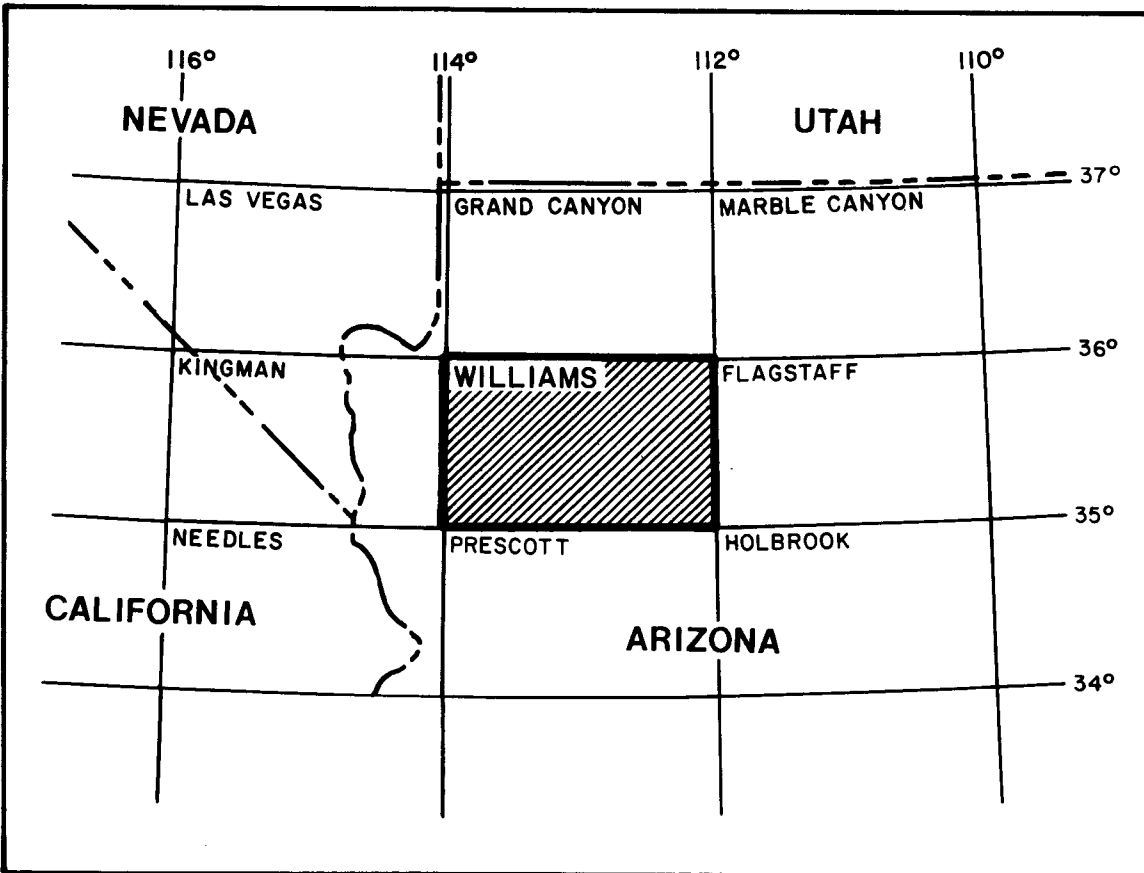 116° 114° 112° 110°
NEVADA UTAH
37°
LAS VEGAS GRAND CANYON MARBLE CANYON
36°
KINGMAN WILLIAMS FLAGSTAFF
35°
NEEDLES PRESCOTT HOLBROOK
CALIFORNIA ARIZONA
34°